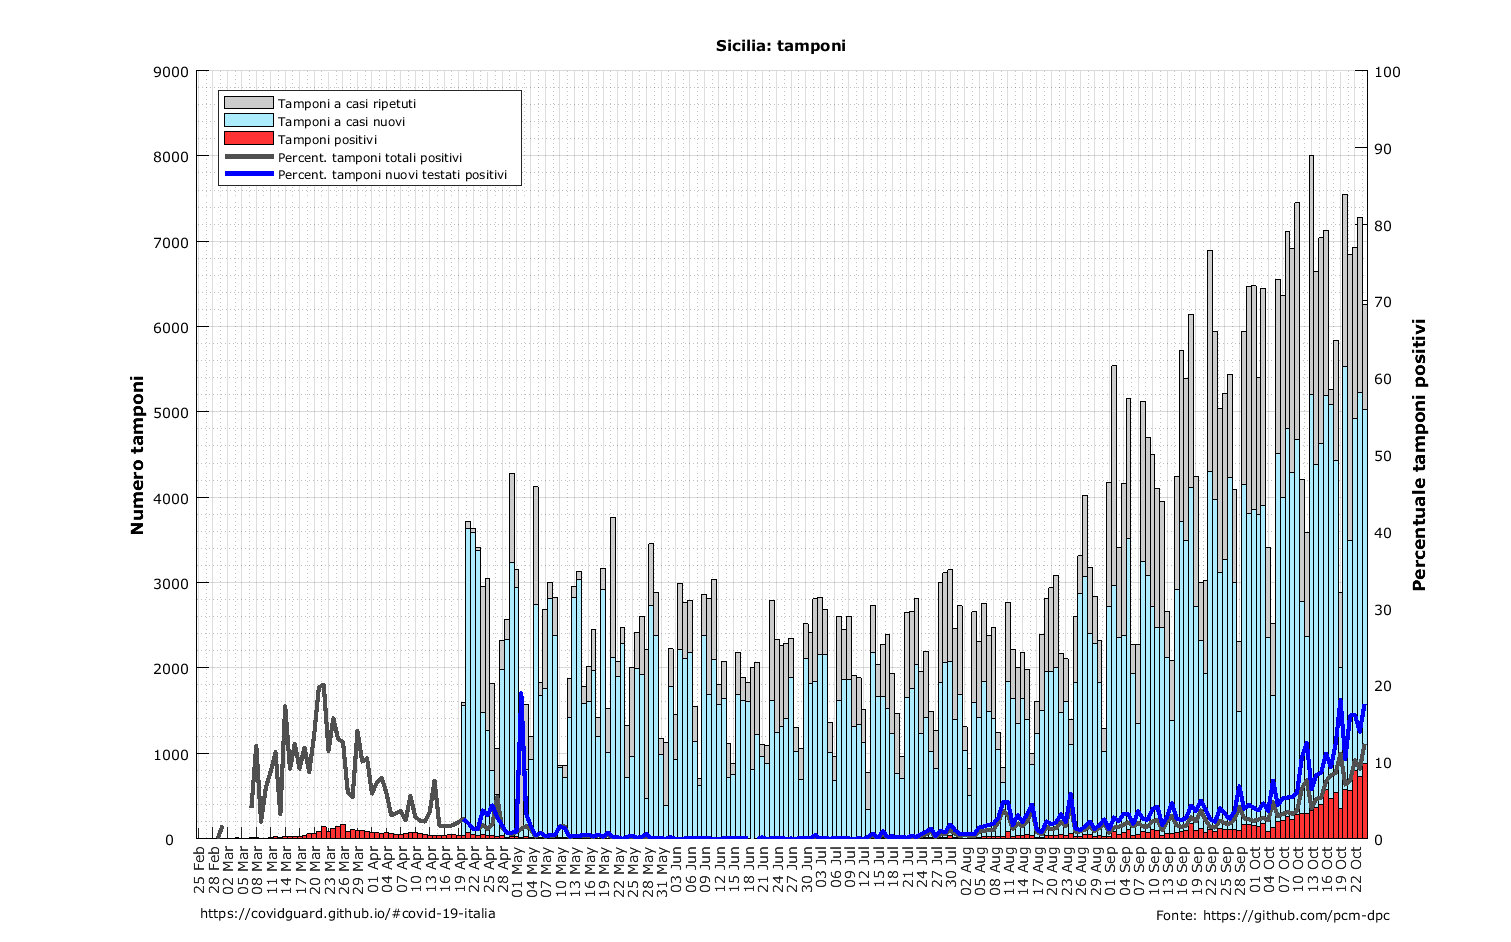 Sicilia: tamponi
9000
8000
7000
6000
5000
4000
3000
2000
1000
0
Numero tamponi
Tamponi a casi ripetuti
Tamponi a casi nuovi
Tamponi positivi
Percent. tamponi totali positivi
Percent. tamponi nuovi testati positivi
100
90
80
70
60
50
40
30
20
10
0
Percentuale tamponi positivi
25 Feb
28 Feb
02 Mar
05 Mar
08 Mar
11 Mar
14 Mar
17 Mar
20 Mar
23 Mar
26 Mar
29 Mar
01 Apr
04 Apr
07 Apr
10 Apr
13 Apr
16 Apr
19 Apr
22 Apr
25 Apr
28 Apr
01 May
04 May
07 May
10 May
13 May
16 May
19 May
22 May
25 May
28 May
31 May
03 Jun
06 Jun
09 Jun
12 Jun
15 Jun
18 Jun
21 Jun
24 Jun
27 Jun
30 Jun
03 Jul
06 Jul
09 Jul
12 Jul
15 Jul
18 Jul
21 Jul
24 Jul
27 Jul
30 Jul
02 Aug
05 Aug
08 Aug
11 Aug
14 Aug
17 Aug
20 Aug
23 Aug
26 Aug
29 Aug
01 Sep
04 Sep
07 Sep
10 Sep
13 Sep
16 Sep
19 Sep
22 Sep
25 Sep
28 Sep
01 Oct
04 Oct
07 Oct
10 Oct
13 Oct
16 Oct
19 Oct
22 Oct
https://covidguard.github.io/#covid-19-italia
Fonte: https://github.com/pcm-dpc